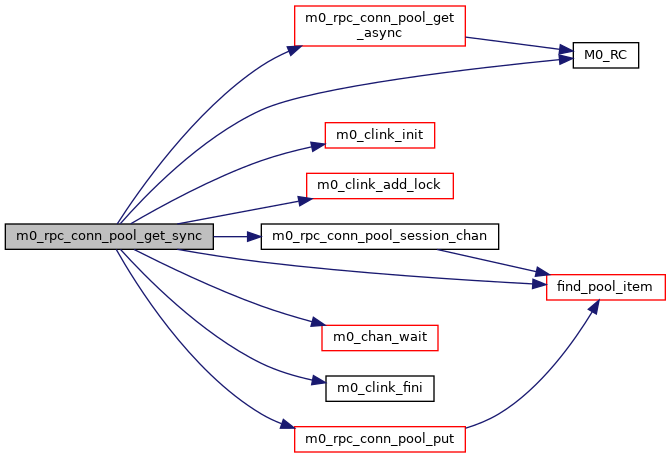 m0_rpc_conn_pool_get
_async
M0_RC
m0_clink_init
m0_clink_add_lock
m0_rpc_conn_pool_get_sync
m0_rpc_conn_pool_session_chan
find_pool_item
m0_chan_wait
m0_clink_fini
m0_rpc_conn_pool_put